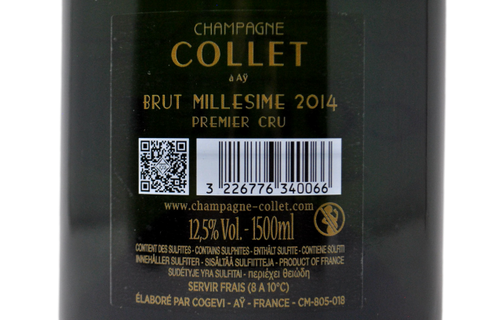 CHAMPAGNE
COLLET
à AŸ
BRUT MILLESIME 2014
PREMIER CRU
3 226776 340066
www.champagne-collet.com
12,5% Vol. - 1500ml
CONTIENT DES SULFITES - CONTAINS SULPHITES - ENTHÄLT SULFITE - CONTIENE SOLFITI
INNEHÅLLER SULFITER - SISÄLTÄÄ SULFIITTEJA - PRODUCT OF FRANCE
SUDĖTYJE YRA SULFITAI - περιέχει θειώδη
SERVIR FRAIS (8 A 10°C)
ÉLABORÉ PAR COGEVI - AŸ - FRANCE - CM-805-018